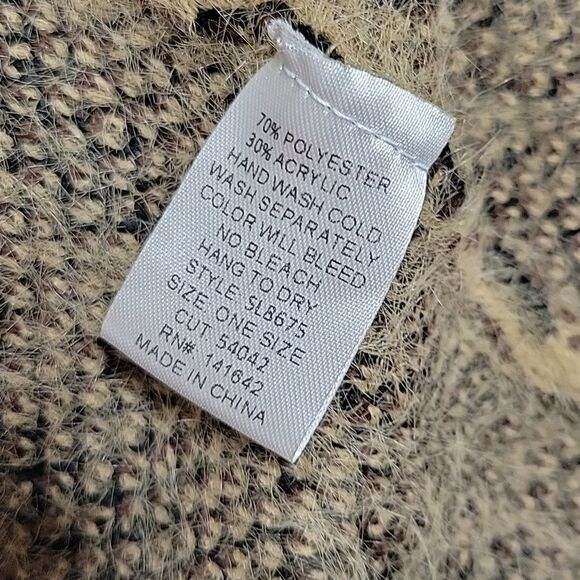 70% POLYESTER
30% ACRYLIC
HAND WASH COLD
WASH SEPARATELY
COLOR WILL BLEED
NO BLEACH
HANG TO DRY
STYLE SL8675
SIZE ONE SIZE
CUT 54042
RN# 141642
MADE IN CHINA